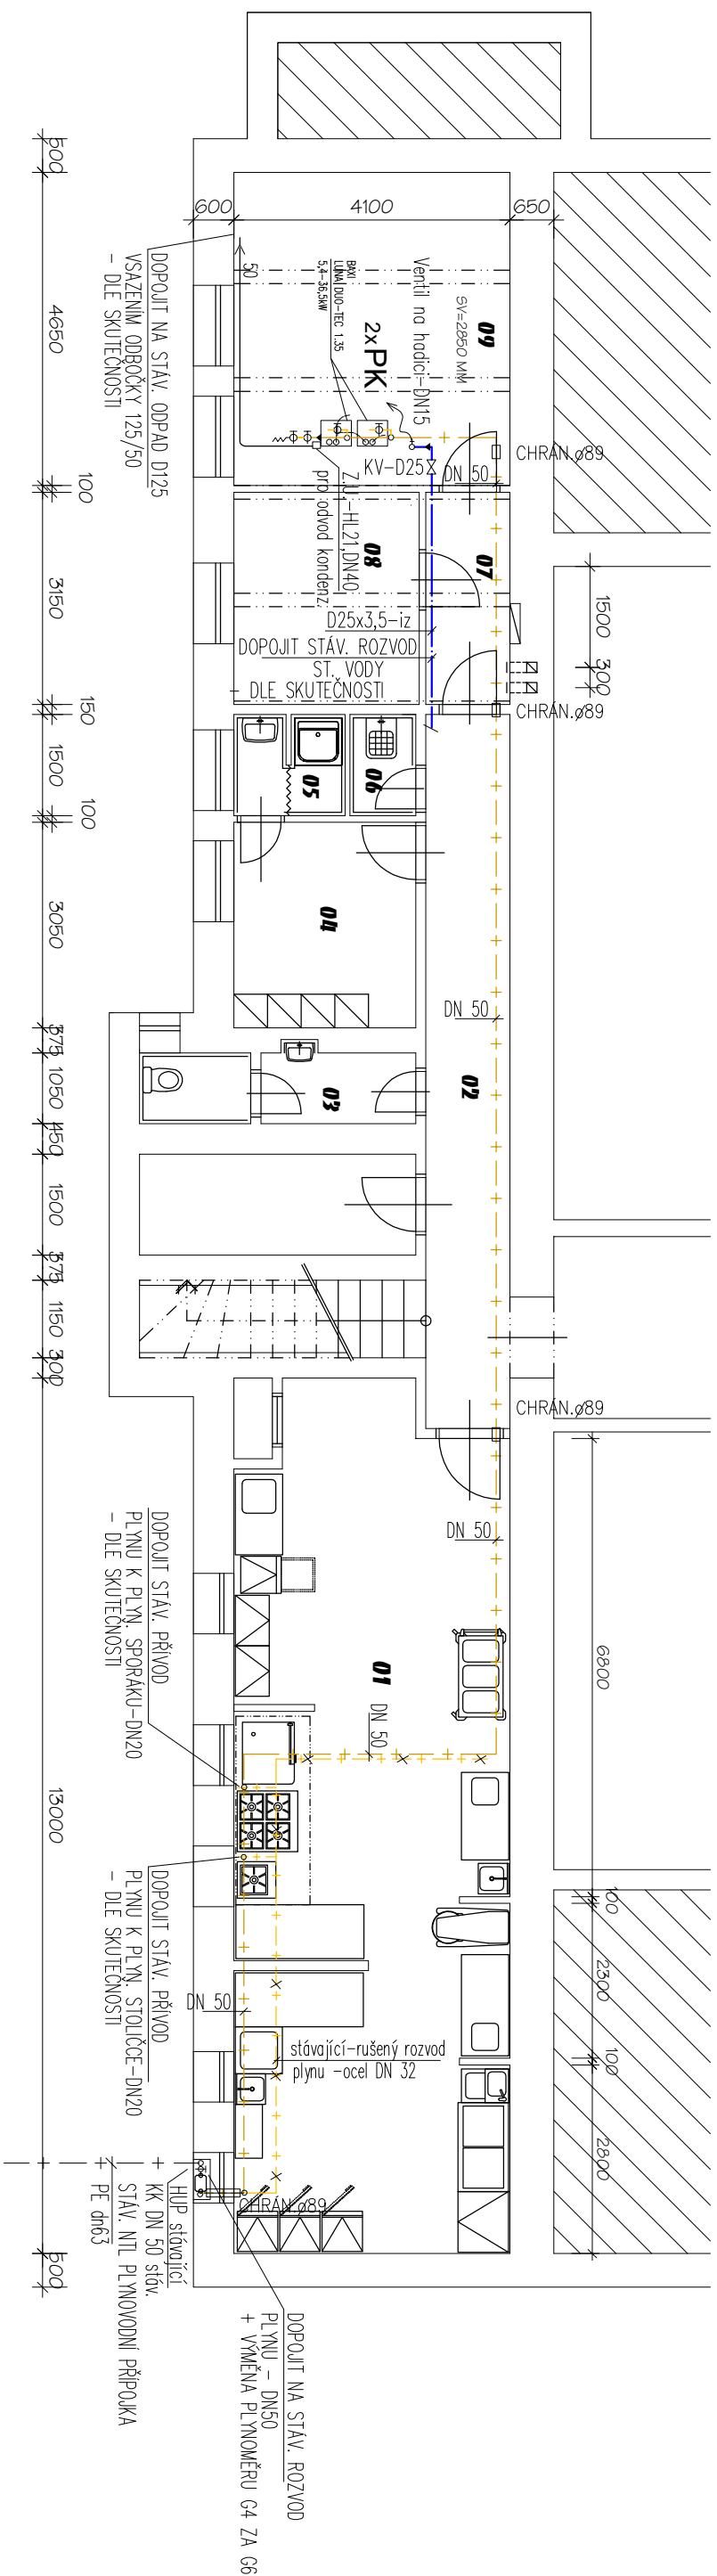 500
4650
100
3150
150
1500
100
3050
375
1050
450
1500
375
1150
300
13000
500
600
4100
650
DOPOJIT NA STÁV. ODPAD D125
VSAZENÍM ODBOČKY 125/50
- DLE SKUTEČNOSTI
50
BAXI
LUNA DUO-TEC 1.35
5,4-36,5kW
2xPK
Ventil na hadici-DN15
SV=2850 MM
09
CHRÁN.ø89
DN 50
KV-D25
Z.U.-HL21,DN40
pro odvod kondenz.
08
07
D25x3,5-iz
DOPOJIT STÁV. ROZVOD
ST. VODY
- DLE SKUTEČNOSTI
1500
300
CHRÁN.ø89
05
06
04
DN 50
02
03
CHRÁN.ø89
DN 50
01
DN 50
6800
100
2300
100
2800
DOPOJIT STÁV. PŘÍVOD
PLYNU K PLYN. SPORÁKU-DN20
- DLE SKUTEČNOSTI
DOPOJIT STÁV. PŘÍVOD
PLYNU K PLYN. STOLIČCE-DN20
- DLE SKUTEČNOSTI
DN 50
stávající-rušený rozvod
plynu -ocel DN 32
CHRÁN.ø89
HUP stávající
+ KK DN 50 stáv.
STÁV. NTL PLYNOVODNÍ PŘÍPOJKA
PE dn63
DOPOJIT NA STÁV. ROZVOD
PLYNU - DN50
+ VÝMĚNA PLYNOMĚRU G4 ZA G6